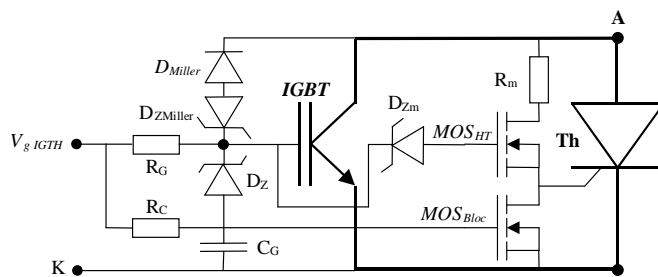 A
D_Miller
IGBT
R_m
D_ZMiller
D_Zm
MOS_HT
V_g IGTH
Th
R_G
D_Z
R_C
MOS_Bloc
C_G
K